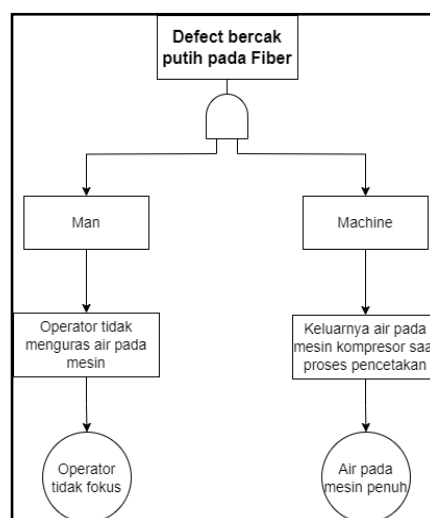 Defect bercak
putih pada Fiber
Man
Machine
Operator tidak
menguras air pada
mesin
Keluarnya air pada
mesin kompresor saa
proses pencetakan
Operator
tidak fokus
Air pada
mesin penuh